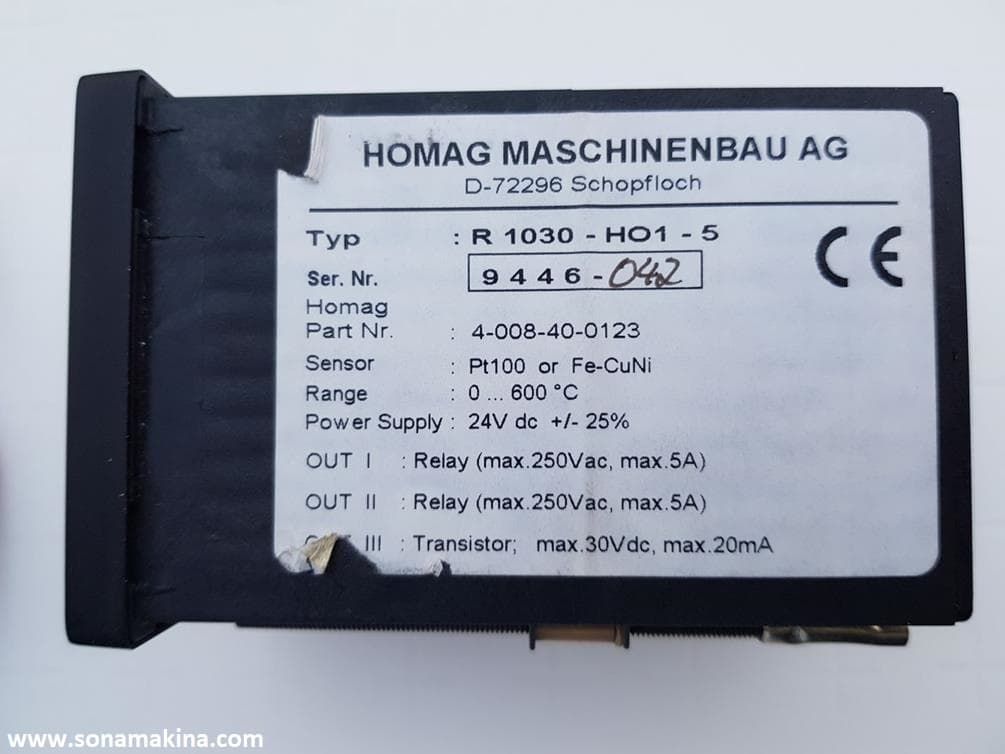 HOMAG MASCHINENBAU AG
D-72296 Schopfloch
Typ : R 1030 - HO1 - 5
Ser. Nr. 9446-042
Homag
Part Nr. : 4-008-40-0123
Sensor : Pt100 or Fe-CuNi
Range : 0 ... 600 °C
Power Supply : 24V dc +/- 25%
OUT I : Relay (max.250Vac, max.5A)
OUT II : Relay (max.250Vac, max.5A)
III : Transistor; max.30Vdc, max.20mA
CE
www.sonamakina.com